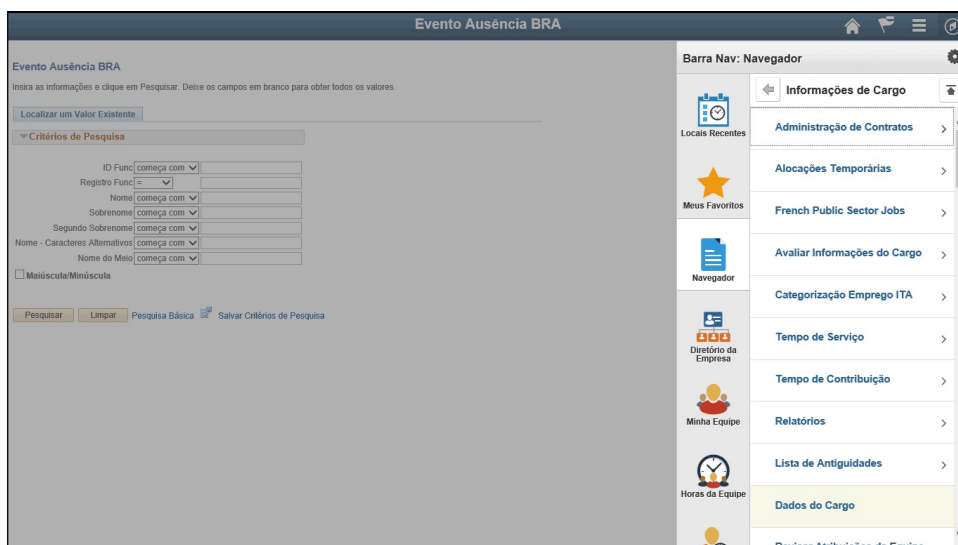 Evento Ausência BRA
Evento Ausência BRA
Insira as informações e clique em Pesquisar. Deixe os campos em branco para obter todos os valores.
Localizar um Valor Existente
Critérios de Pesquisa
ID Func começa com
Registro Func =
Nome começa com
Sobrenome começa com
Segundo Sobrenome começa com
Nome - Caracteres Alternativos começa com
Nome do Meio começa com
Maiúscula/Minúscula
Pesquisar Limpar Pesquisa Básica Salvar Critérios de Pesquisa
Barra Nav: Navegador
Locais Recentes
Meus Favoritos
Navegador
Diretório da
Empresa
Minha Equipe
Horas da Equipe
Informações de Cargo
Administração de Contratos
Alocações Temporárias
French Public Sector Jobs
Avaliar Informações do Cargo
Categorização Emprego ITA
Tempo de Serviço
Tempo de Contribuição
Relatórios
Lista de Antiguidades
Dados do Cargo